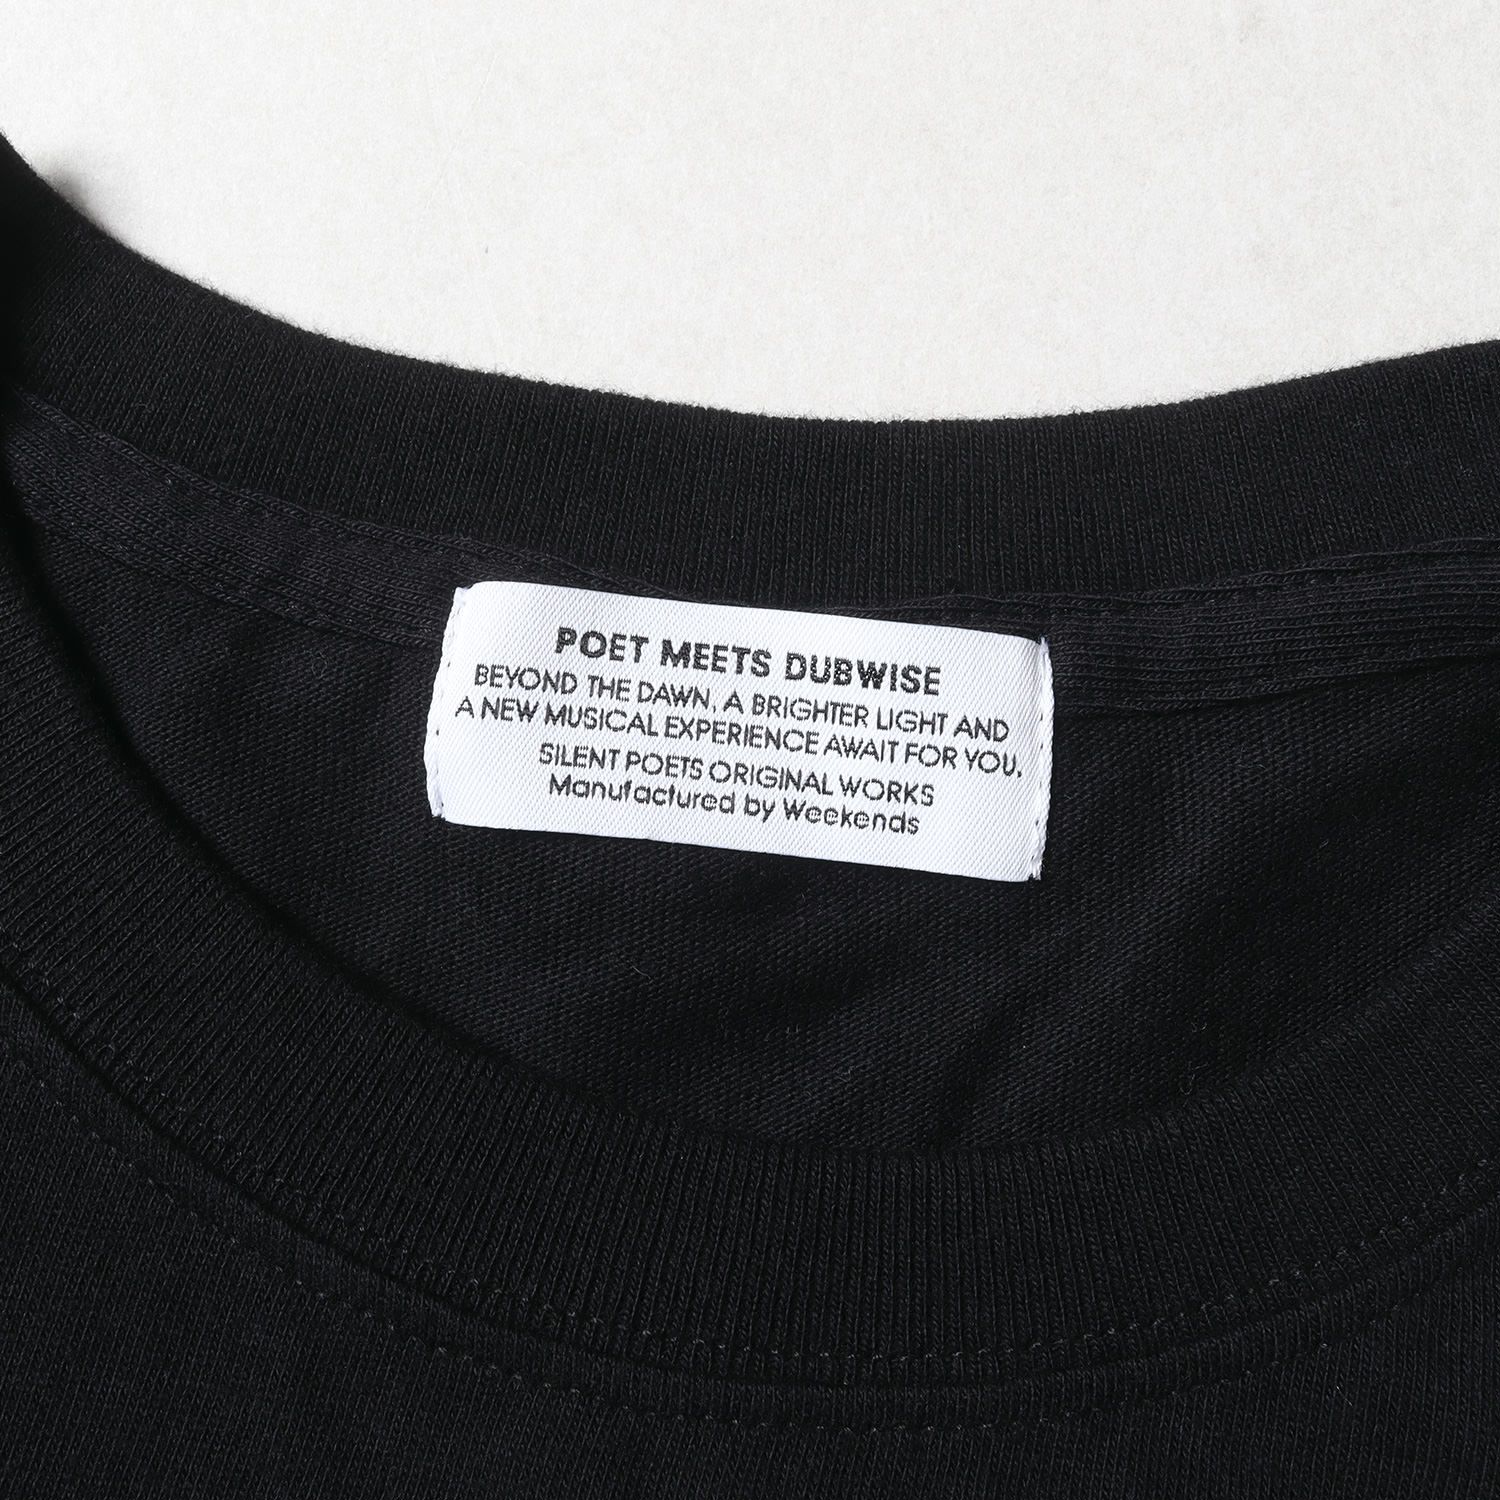 POET MEETS DUBWISE
BEYOND THE DAWN, A BRIGHTER LIGHT AND
A NEW MUSICAL EXPERIENCE AWAIT FOR YOU.
SILENT POETS ORIGINAL WORKS
Manufactured by Weekends